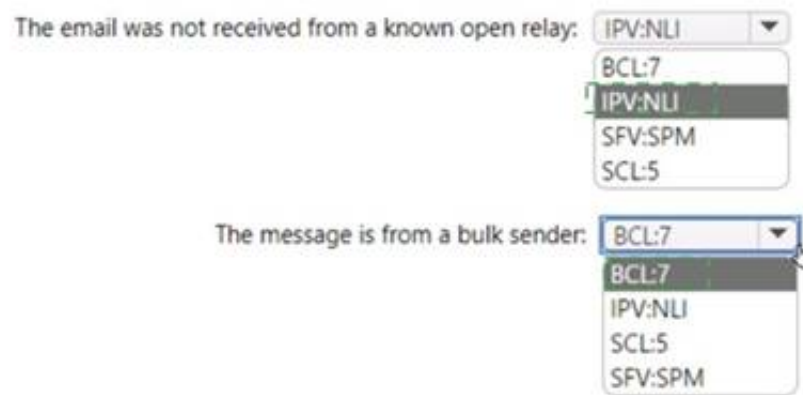 The email was not received from a known open relay: IPV:NLI
BCL:7
IPV:NLI
SFV:SPM
SCL:5
The message is from a bulk sender: BCL:7
BCL:7
IPV:NLI
SCL:5
SFV:SPM